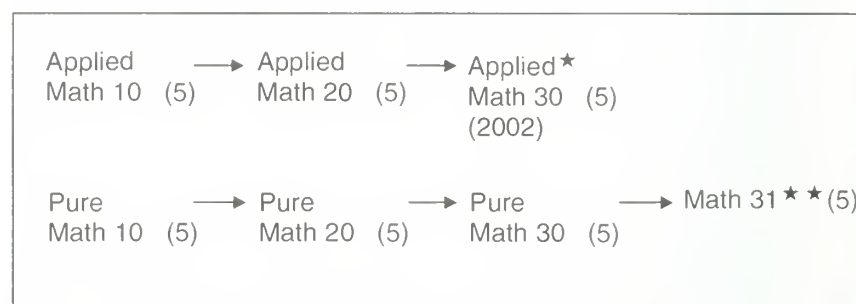 Applied Applied Applied★
Math 10 (5) → Math 20 (5) → Math 30 (5)
(2002)
Pure Pure Pure
Math 10 (5) → Math 20 (5) → Math 30 (5) → Math 31★★(5)